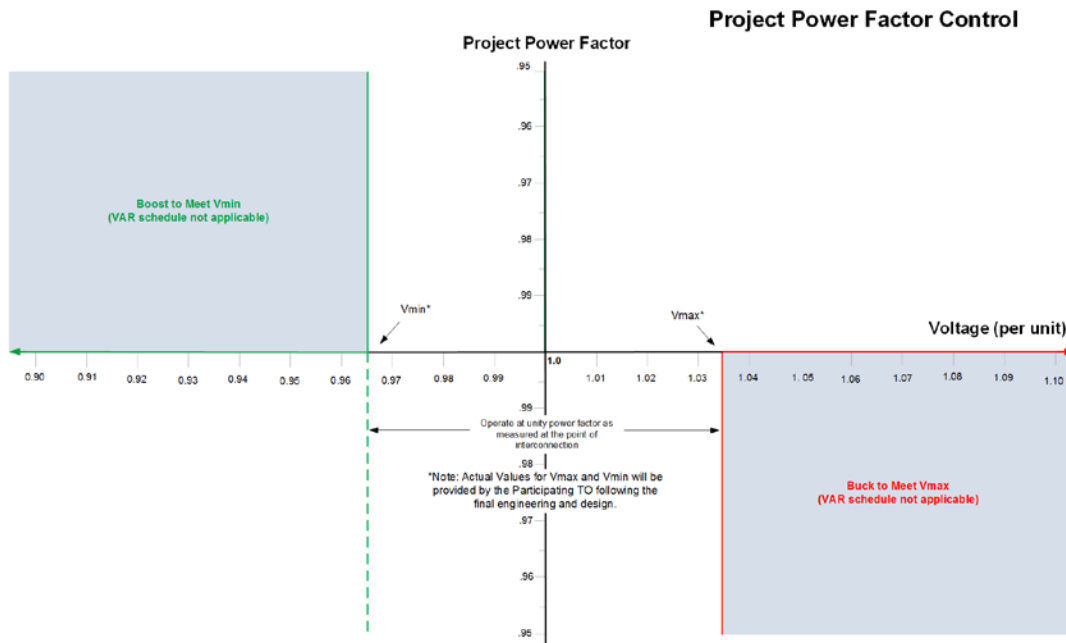 Project Power Factor Control
Project Power Factor
.95
.96
.97
.98
.99
Boost to Meet Vmin
(VAR schedule not applicable)
Vmin*
Vmax*
Voltage (per unit)
1.0
0.90
0.91
0.92
0.93
0.94
0.95
0.96
0.97
0.98
0.99
1.01
1.02
1.03
1.04
1.05
1.06
1.07
1.08
1.09
1.10
.99
Operate at unity power factor as
measured at the point of
interconnection
.98
*Note: Actual Values for Vmax and Vmin will be
provided by the Participating TO following the
final engineering and design.
Buck to Meet Vmax
(VAR schedule not applicable)
.97
.96
.95